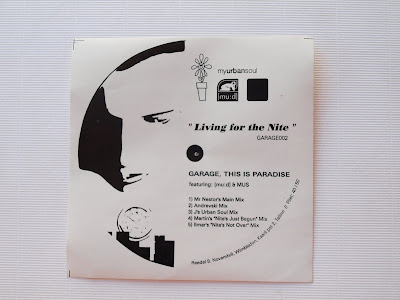 myurbansoul
[mu:d]
" Living for the Nite "
GARAGE002
GARAGE, THIS IS PARADISE
featuring: [mu:d] & MUS
1) Mr Nestor's Main Mix
2) Andrevski Mix
3) J's Urban Soul Mix
4) Martin's "Nite's Just Begun" Mix
5) Ilmar's "Nite's Not Over" Mix